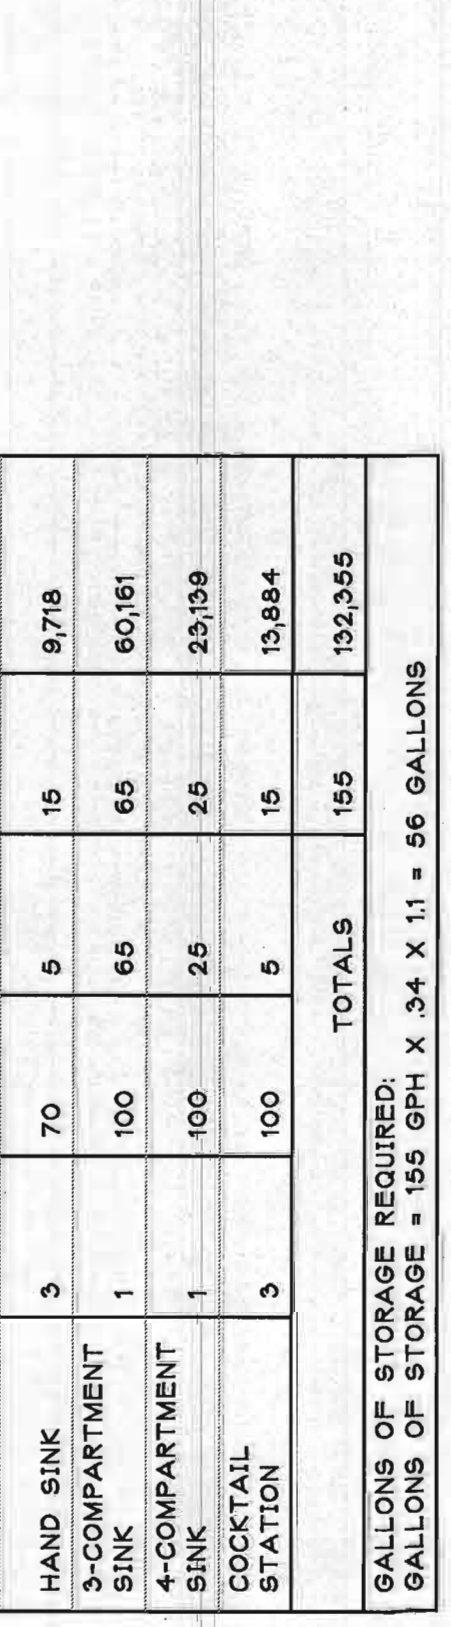 HAND SINK 3 70 5 15 9,718
3-COMPARTMENT SINK 1 100 65 65 60,161
4-COMPARTMENT SINK 1 100 25 25 23,139
COCKTAIL STATION 3 100 5 15 13,884
TOTALS 155 132,355
GALLONS OF STORAGE REQUIRED:
GALLONS OF STORAGE = 155 GPH X .34 X 1.1 = 56 GALLONS